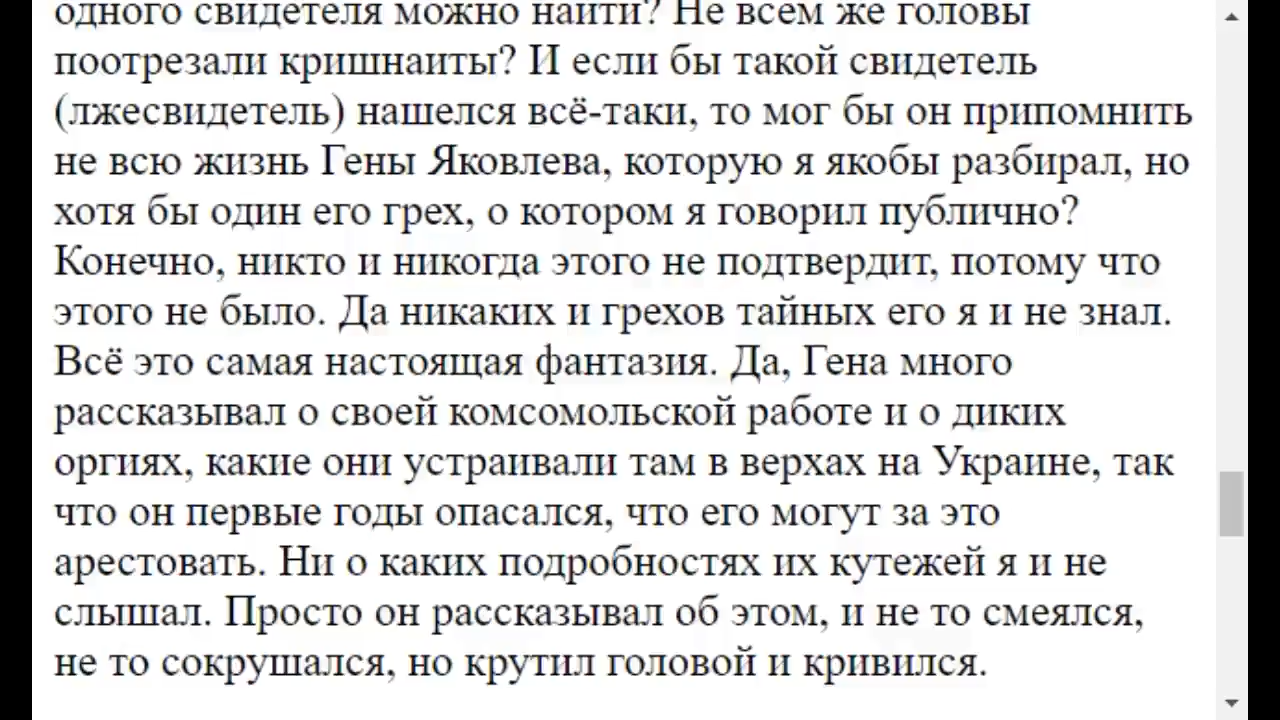 одного свидетеля можно найти? Не всем же головы
поотрезали кришнаиты? И если бы такой свидетель
(лжесвидетель) нашелся всё-таки, то мог бы он припомнить
не всю жизнь Гены Яковлева, которую я якобы разбирал, но
хотя бы один его грех, о котором я говорил публично?
Конечно, никто и никогда этого не подтвердит, потому что
этого не было. Да никаких и грехов тайных его я и не знал.
Всё это самая настоящая фантазия. Да, Гена много
рассказывал о своей комсомольской работе и о диких
оргиях, какие они устраивали там в верхах на Украине, так
что он первые годы опасался, что его могут за это
арестовать. Ни о каких подробностях их кутежей я и не
слышал. Просто он рассказывал об этом, и не то смеялся,
не то сокрушался, но крутил головой и кривился.